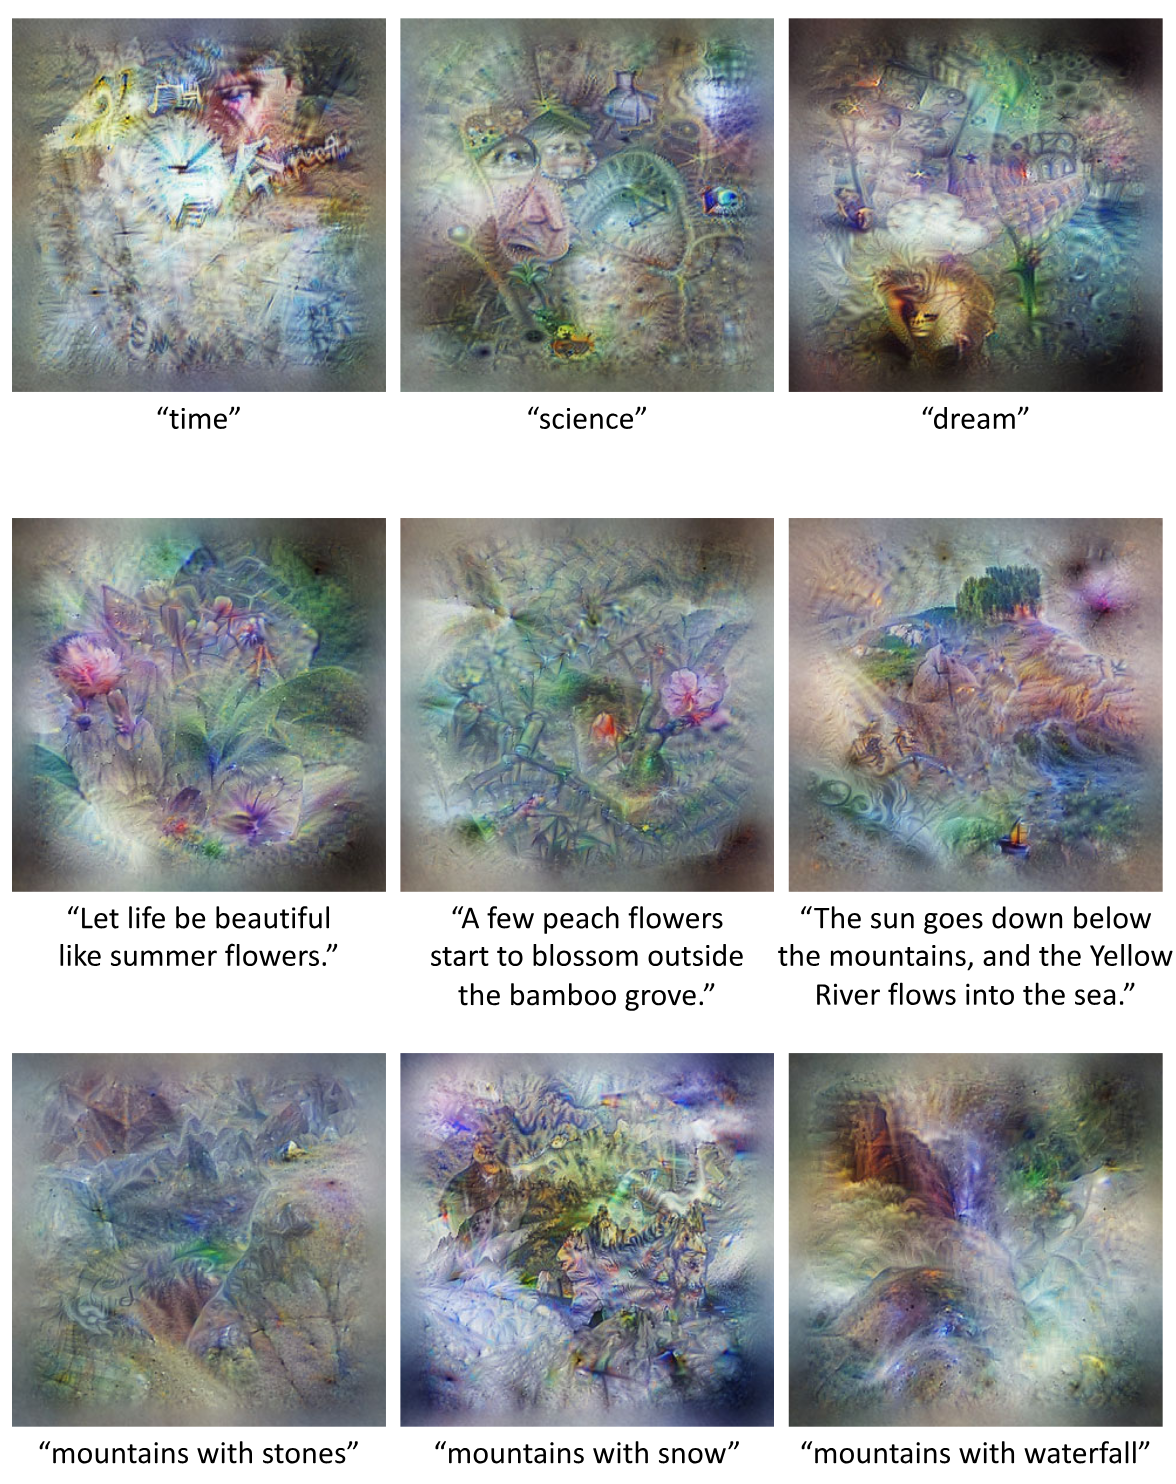 “time”
“science”
“dream”
“Let life be beautiful
like summer flowers.”
“A few peach flowers
start to blossom outside
the bamboo grove.”
“The sun goes down below
the mountains, and the Yellow
River flows into the sea.”
“mountains with stones”
“mountains with snow”
“mountains with waterfall”